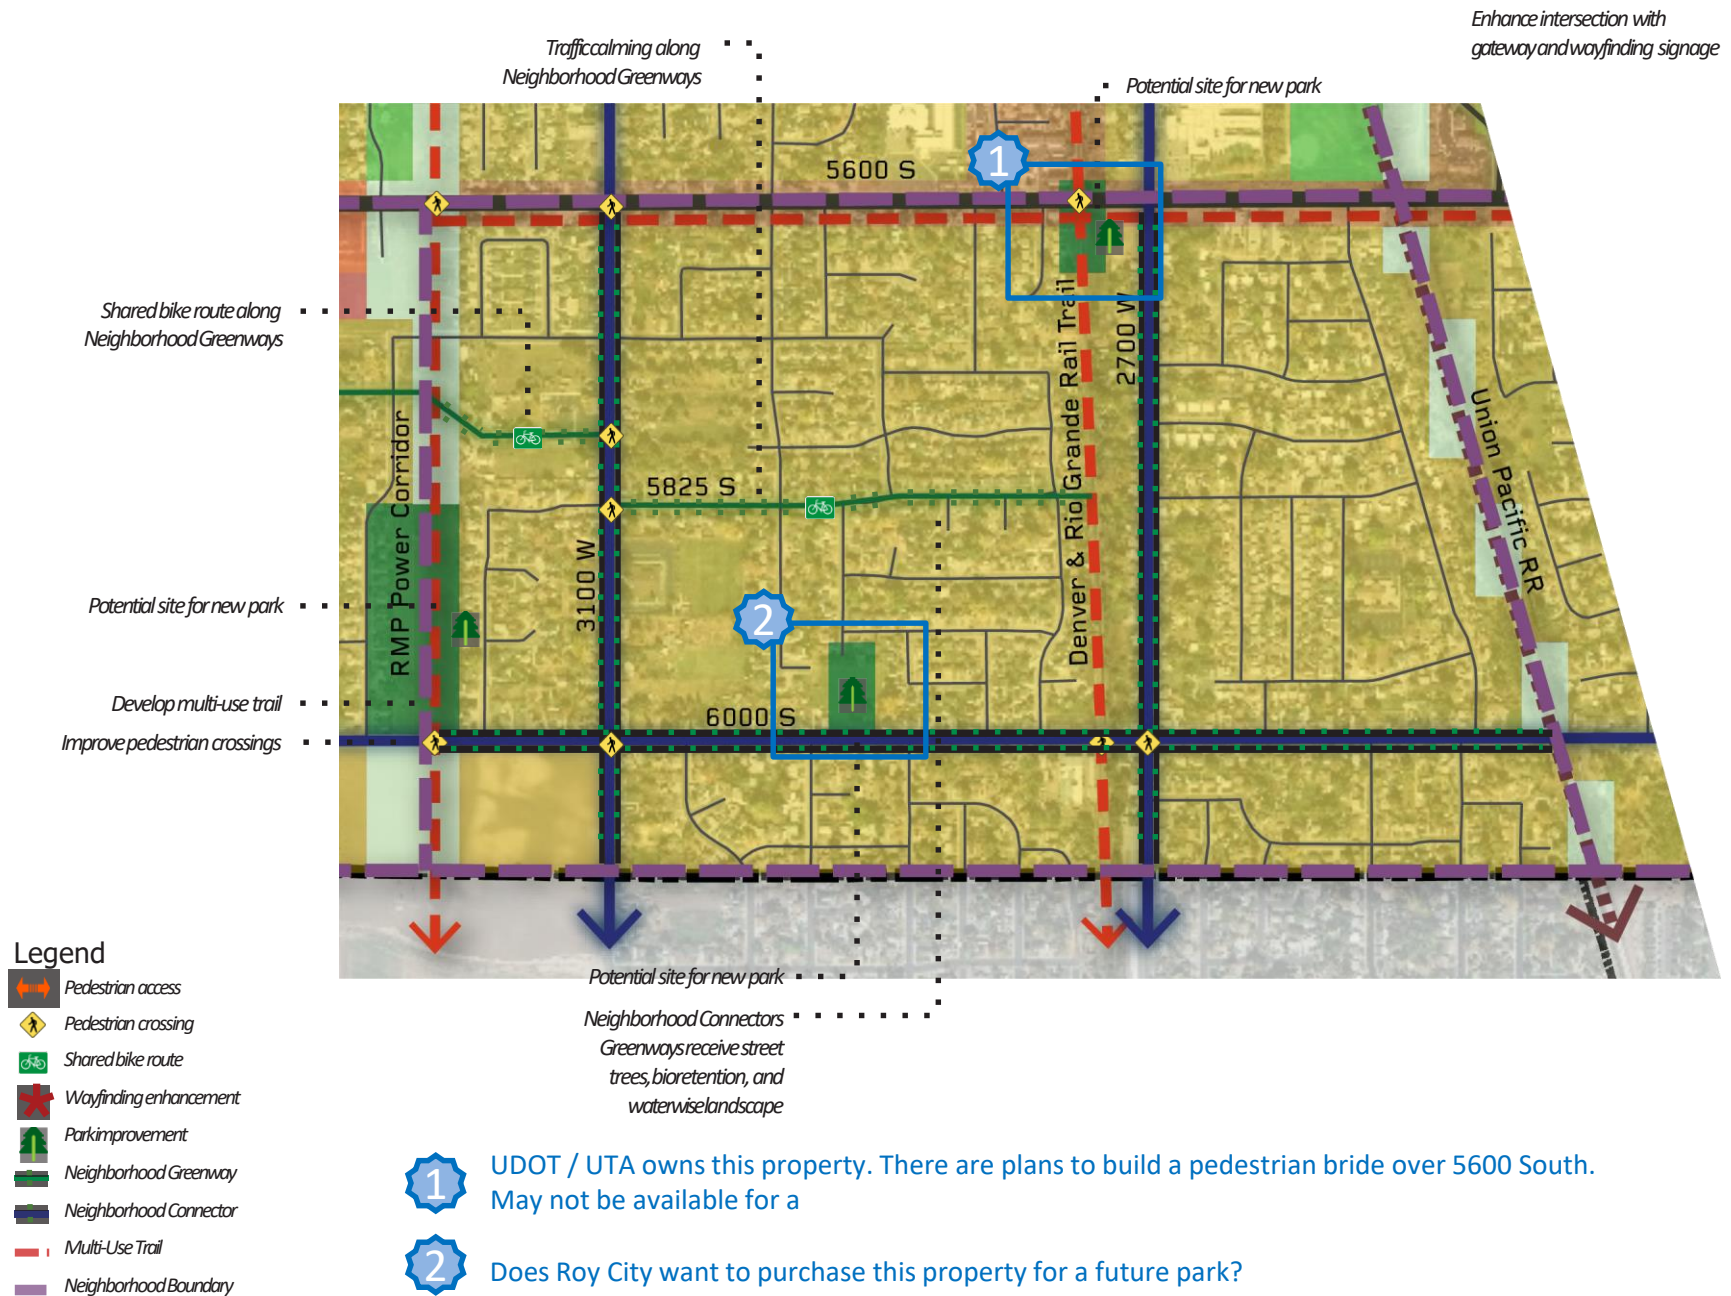 Enhance intersection with
gateway and wayfinding signage
Traffic calming along
Neighborhood Greenways
Potential site for new park
1
5600 S
Shared bike route along
Neighborhood Greenways
2700 W
Denver & Rio Grande Rail Trail
Union Pacific RR
RMP Power Corridor
5825 S
3100 W
Potential site for new park
2
Develop multi-use trail
6000 S
Improve pedestrian crossings
Potential site for new park
Neighborhood Connectors
Greenways receive street
trees, bioretention, and
waterwise landscape
Legend
Pedestrian access
Pedestrian crossing
Shared bike route
Wayfinding enhancement
Park improvement
Neighborhood Greenway
Neighborhood Connector
Multi-Use Trail
Neighborhood Boundary
1 UDOT / UTA owns this property. There are plans to build a pedestrian bride over 5600 South.
May not be available for a
2 Does Roy City want to purchase this property for a future park?